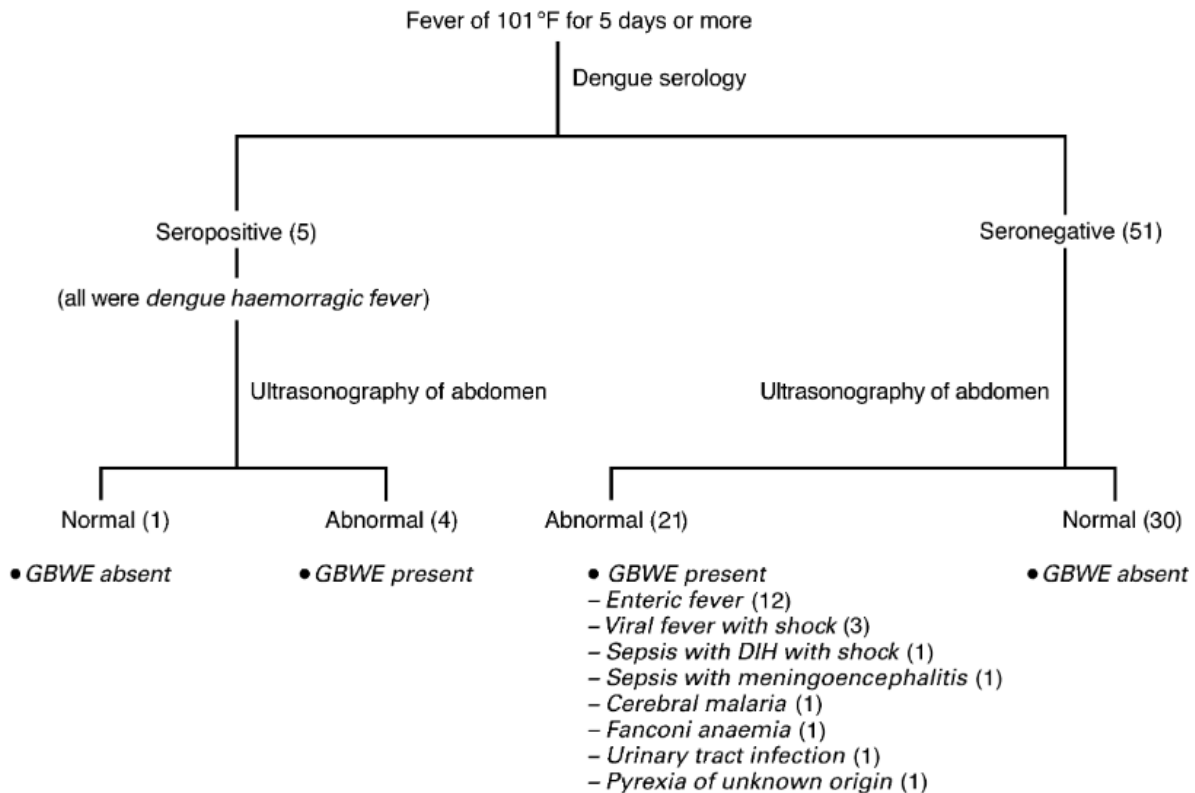 Fever of 101°F for 5 days or more
Dengue serology
Seropositive (5)
Seronegative (51)
(all were dengue haemorragic fever)
Ultrasonography of abdomen
Ultrasonography of abdomen
Normal (1)
Abnormal (4)
Abnormal (21)
Normal (30)
• GBWE absent
• GBWE present
• GBWE present
• GBWE absent
– Enteric fever (12)
– Viral fever with shock (3)
– Sepsis with DIH with shock (1)
– Sepsis with meningoencephalitis (1)
– Cerebral malaria (1)
– Fanconi anaemia (1)
– Urinary tract infection (1)
– Pyrexia of unknown origin (1)